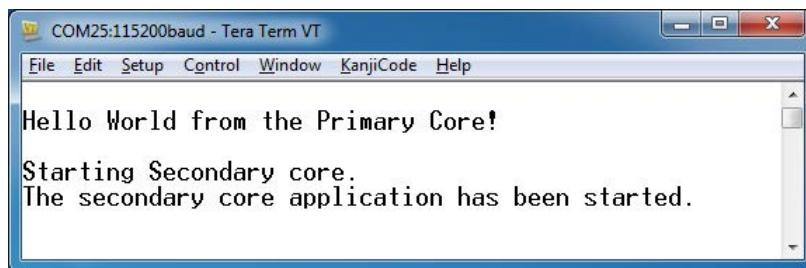 COM25:115200baud - Tera Term VT
File Edit Setup Control Window KanjiCode Help
Hello World from the Primary Core!
Starting Secondary core.
The secondary core application has been started.